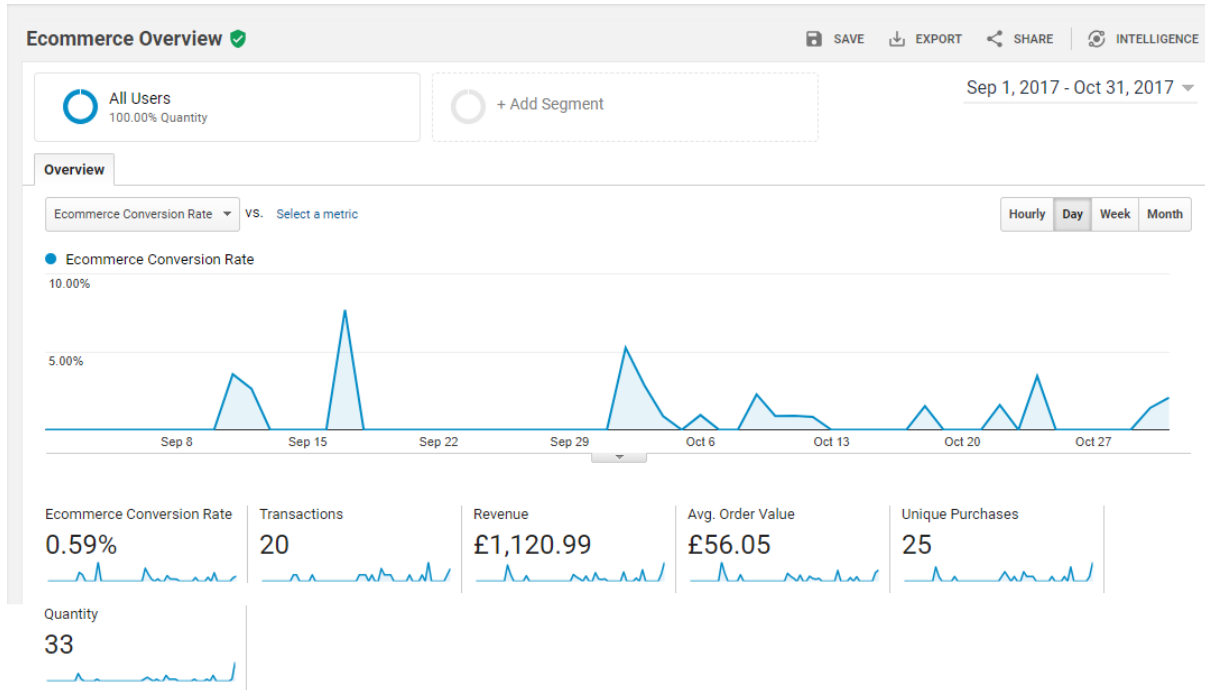 Ecommerce Overview
SAVE EXPORT SHARE INTELLIGENCE
All Users
100.00% Quantity
+ Add Segment
Sep 1, 2017 - Oct 31, 2017
Overview
Ecommerce Conversion Rate VS. Select a metric
Hourly Day Week Month
Ecommerce Conversion Rate
10.00%
5.00%
Sep 8 Sep 15 Sep 22 Sep 29 Oct 6 Oct 13 Oct 20 Oct 27
Ecommerce Conversion Rate
0.59%
Transactions
20
Revenue
£1,120.99
Avg. Order Value
£56.05
Unique Purchases
25
Quantity
33